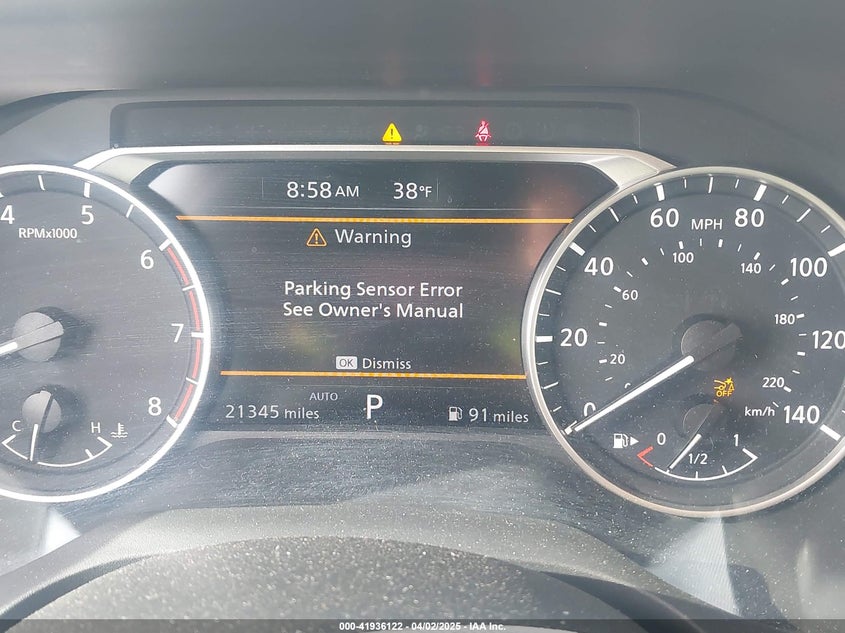 8:58 AM 38°F
Warning
Parking Sensor Error
See Owner's Manual
OK Dismiss
AUTO
21345 miles P 91 miles
4 5 6 7 8
RPMx1000
C H
0 20 40 60 80 100 120 140
MPH
20 60 100 140 180 220
km/h
OFF
0 1/2 1
000-41936122 - 04/02/2025 - IAA Inc.